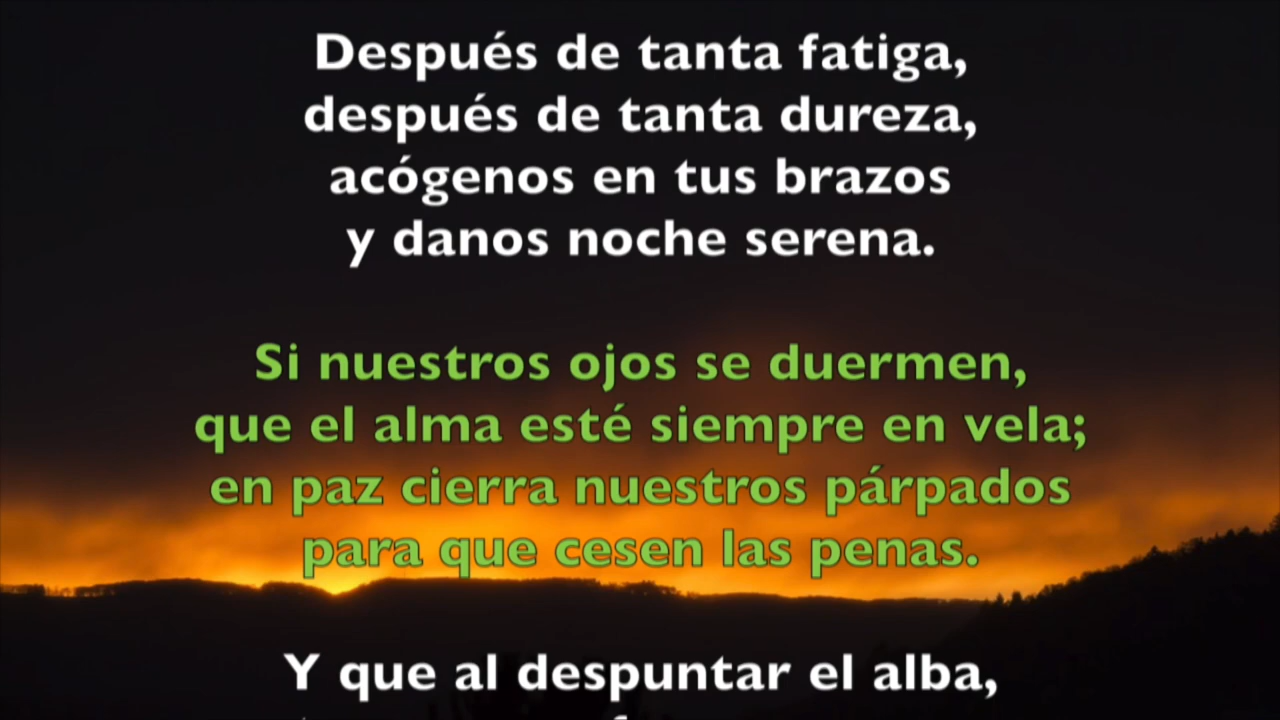 Después de tanta fatiga,
después de tanta dureza,
acógenos en tus brazos
y danos noche serena.
Si nuestros ojos se duermen,
que el alma esté siempre en vela;
en paz cierra nuestros párpados
para que cesen las penas.
Y que al despuntar el alba,